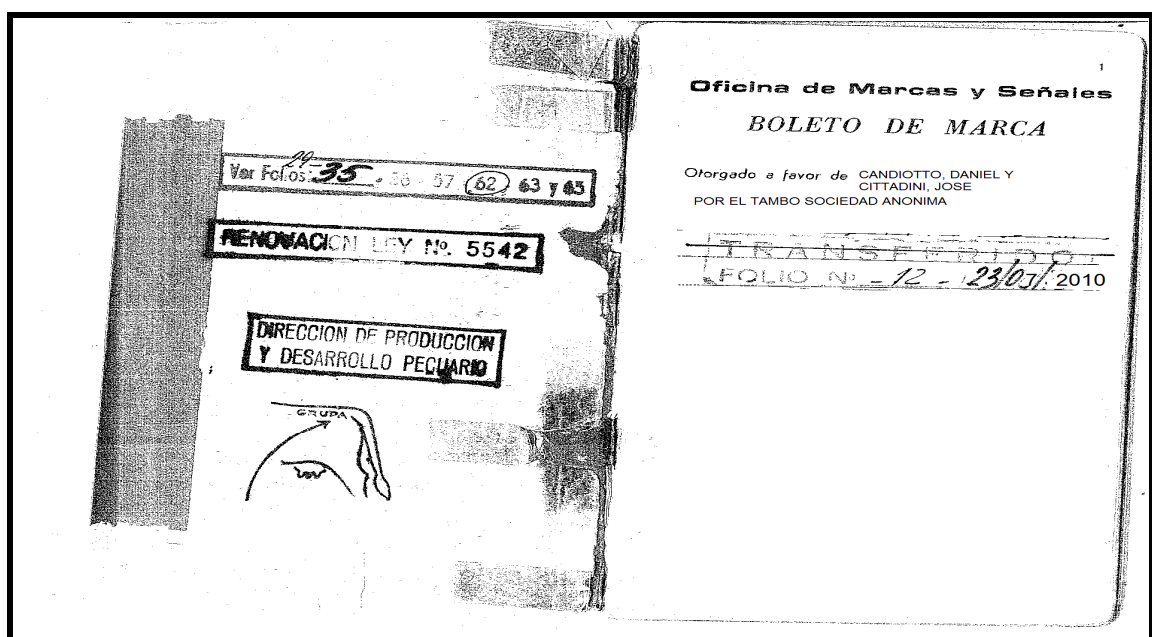 29-
Ver Folios: 35 - 36 - 57 - 62 63 y 65
RENOVACION LEY Nº. 5542
DIRECCION DE PRODUCCION
Y DESARROLLO PECUARIO
GRUPA
1
Oficina de Marcas y Señales
BOLETO DE MARCA
Otorgado a favor de CANDIOTTO, DANIEL Y
CITTADINI, JOSE
POR EL TAMBO SOCIEDAD ANONIMA
TRANSFERIDO:
FOLIO Nº - 12 - 23/07/ 2010